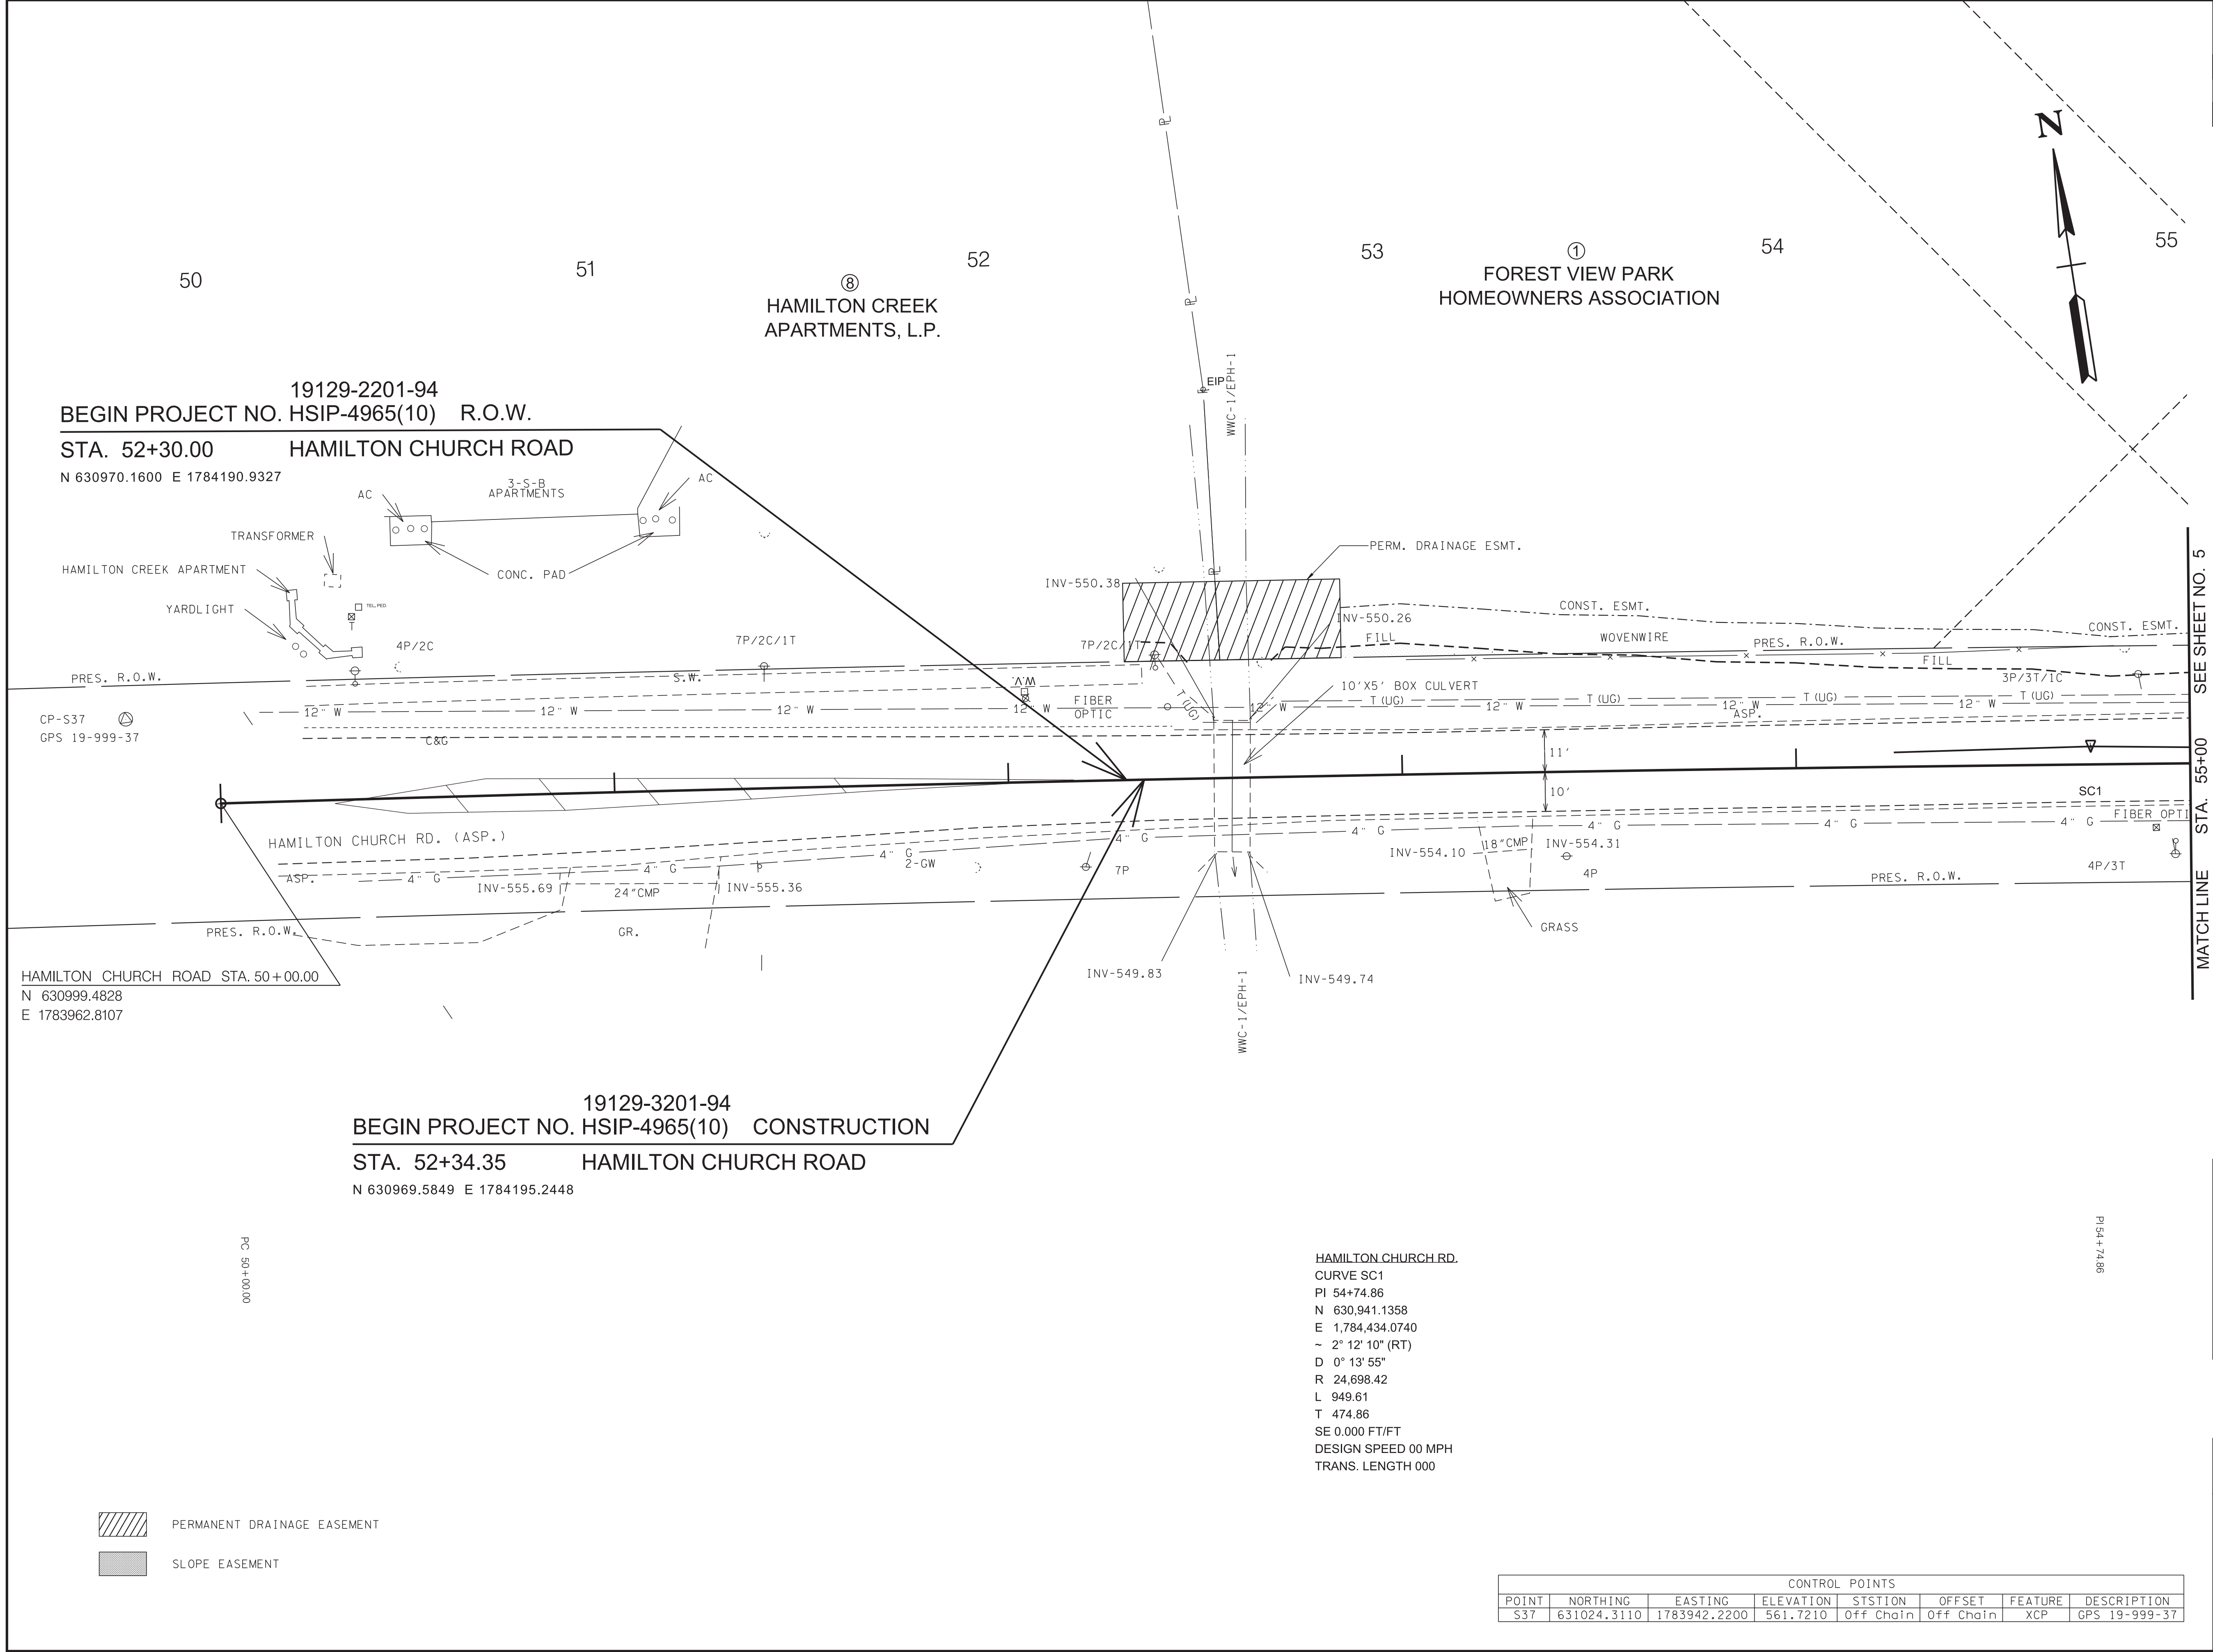 N
50
51
52
53
54
55
8
HAMILTON CREEK
APARTMENTS, L.P.
1
FOREST VIEW PARK
HOMEOWNERS ASSOCIATION
19129-2201-94
BEGIN PROJECT NO. HSIP-4965(10) R.O.W.
STA. 52+30.00 HAMILTON CHURCH ROAD
N 630970.1600 E 1784190.9327
EIP
WWC-1/EPH-1
AC
3-S-B
APARTMENTS
AC
TRANSFORMER
HAMILTON CREEK APARTMENT
CONC. PAD
YARDLIGHT
TEL. PED.
T
4P/2C
7P/2C/1T
7P/2C/1T
INV-550.38
PERM. DRAINAGE ESMT.
INV-550.26
FILL
CONST. ESMT.
WOVENWIRE
PRES. R.O.W.
FILL
CONST. ESMT.
3P/3T/1C
PRES. R.O.W.
S.W.
W.V.
FIBER
OPTIC
T (UG)
10'X5' BOX CULVERT
T (UG)
T (UG)
T (UG)
T (UG)
12" W
12" W
12" W
12" W
12" W
12" W
12" W
12" W
ASP.
CP-S37
GPS 19-999-37
C&G
11'
10'
SC1
FIBER OPTI
HAMILTON CHURCH RD. (ASP.)
ASP.
4" G
4" G
4" G
4" G
4" G
4" G
4" G
4" G
2-GW
P
7P
INV-555.69
24"CMP
INV-555.36
INV-554.10
18"CMP
INV-554.31
4P
4P/3T
PRES. R.O.W.
PRES. R.O.W.
GR.
GRASS
INV-549.83
INV-549.74
WWC-1/EPH-1
MATCH LINE STA. 55+00 SEE SHEET NO. 5
HAMILTON CHURCH ROAD STA. 50+00.00
N 630999.4828
E 1783962.8107
19129-3201-94
BEGIN PROJECT NO. HSIP-4965(10) CONSTRUCTION
STA. 52+34.35 HAMILTON CHURCH ROAD
N 630969.5849 E 1784195.2448
PC 50+00.00
PI 54+74.86
HAMILTON CHURCH RD.
CURVE SC1
PI 54+74.86
N 630,941.1358
E 1,784,434.0740
~ 2° 12' 10" (RT)
D 0° 13' 55"
R 24,698.42
L 949.61
T 474.86
SE 0.000 FT/FT
DESIGN SPEED 00 MPH
TRANS. LENGTH 000
PERMANENT DRAINAGE EASEMENT
SLOPE EASEMENT
CONTROL POINTS
POINT NORTHING EASTING ELEVATION STSTION OFFSET FEATURE DESCRIPTION
S37 631024.3110 1783942.2200 561.7210 Off Chain Off Chain XCP GPS 19-999-37